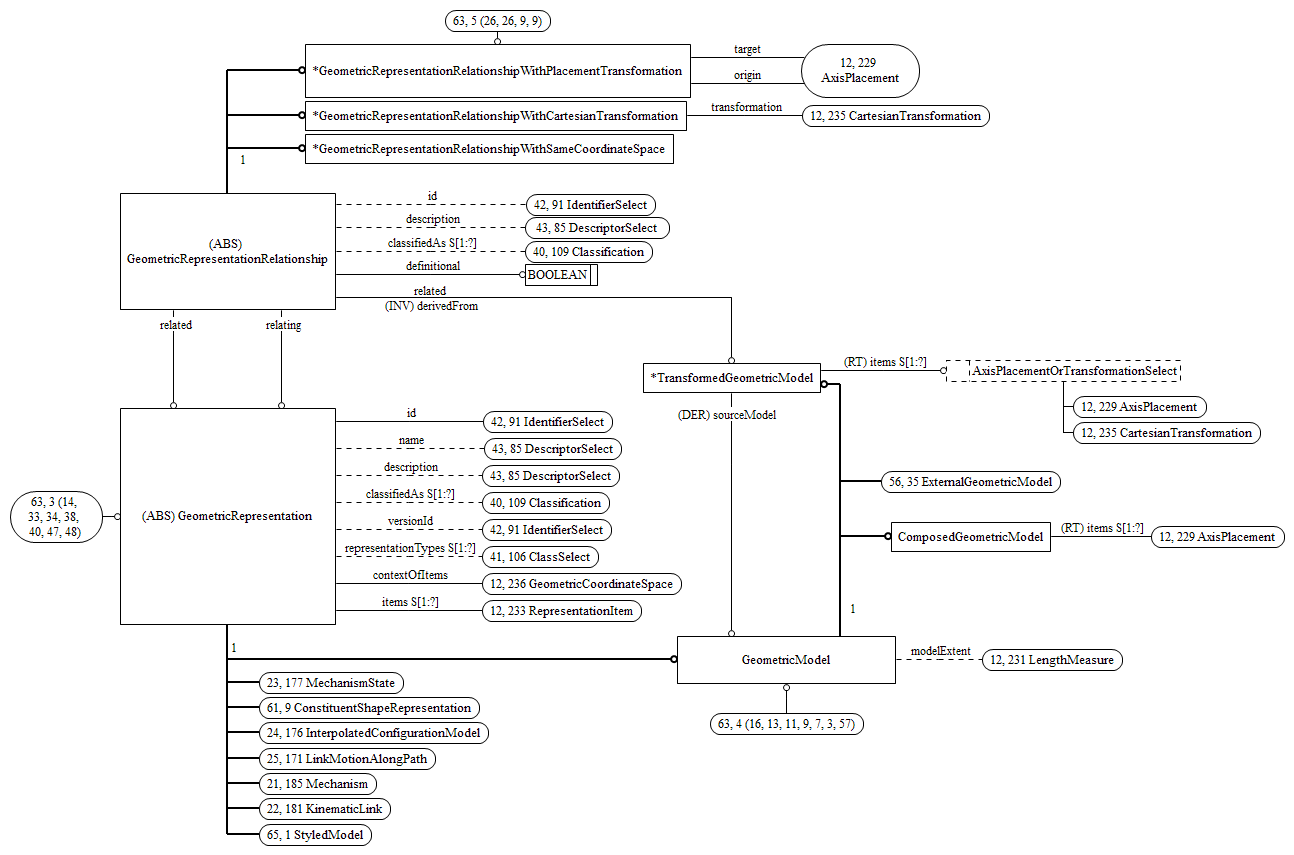 63, 5 (26, 26, 9, 9)
*GeometricRepresentationRelationshipWithPlacementTransformation
target
origin
12, 229
AxisPlacement
*GeometricRepresentationRelationshipWithCartesianTransformation
transformation
12, 235 CartesianTransformation
*GeometricRepresentationRelationshipWithSameCoordinateSpace
1
(ABS)
GeometricRepresentationRelationship
id
42, 91 IdentifierSelect
description
43, 85 DescriptorSelect
classifiedAs S[1:?]
40, 109 Classification
definitional
BOOLEAN
related
(INV) derivedFrom
related
relating
*TransformedGeometricModel
(RT) items S[1:?]
AxisPlacementOrTransformationSelect
12, 229 AxisPlacement
12, 235 CartesianTransformation
(DER) sourceModel
63, 3 (14,
33, 34, 38,
40, 47, 48)
(ABS) GeometricRepresentation
id
42, 91 IdentifierSelect
name
43, 85 DescriptorSelect
description
43, 85 DescriptorSelect
classifiedAs S[1:?]
40, 109 Classification
versionId
42, 91 IdentifierSelect
representationTypes S[1:?]
41, 106 ClassSelect
contextOfItems
12, 236 GeometricCoordinateSpace
items S[1:?]
12, 233 RepresentationItem
56, 35 ExternalGeometricModel
ComposedGeometricModel
(RT) items S[1:?]
12, 229 AxisPlacement
1
1
GeometricModel
modelExtent
12, 231 LengthMeasure
63, 4 (16, 13, 11, 9, 7, 3, 57)
23, 177 MechanismState
61, 9 ConstituentShapeRepresentation
24, 176 InterpolatedConfigurationModel
25, 171 LinkMotionAlongPath
21, 185 Mechanism
22, 181 KinematicLink
65, 1 StyledModel